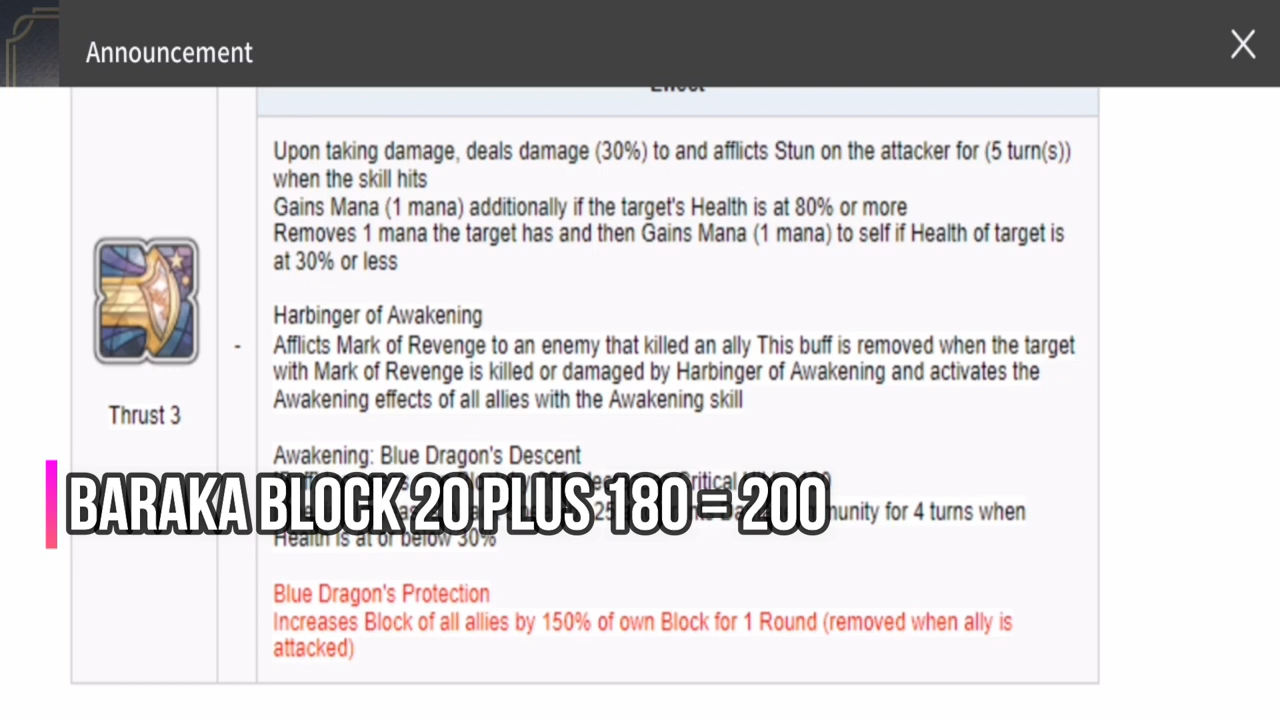 Announcement
Effect
Upon taking damage, deals damage (30%) to and afflicts Stun on the attacker for (5 turn(s))
when the skill hits
Gains Mana (1 mana) additionally if the target's Health is at 80% or more
Removes 1 mana the target has and then Gains Mana (1 mana) to self if Health of target is
at 30% or less
Harbinger of Awakening
Afflicts Mark of Revenge to an enemy that killed an ally This buff is removed when the target
with Mark of Revenge is killed or damaged by Harbinger of Awakening and activates the
Awakening effects of all allies with the Awakening skill
-
Thrust 3
Awakening: Blue Dragon's Descent
BARAKA BLOCK 20 PLUS 180 = 200
for 4 turns when
Health is at or below 30%
Blue Dragon's Protection
Increases Block of all allies by 150% of own Block for 1 Round (removed when ally is
attacked)